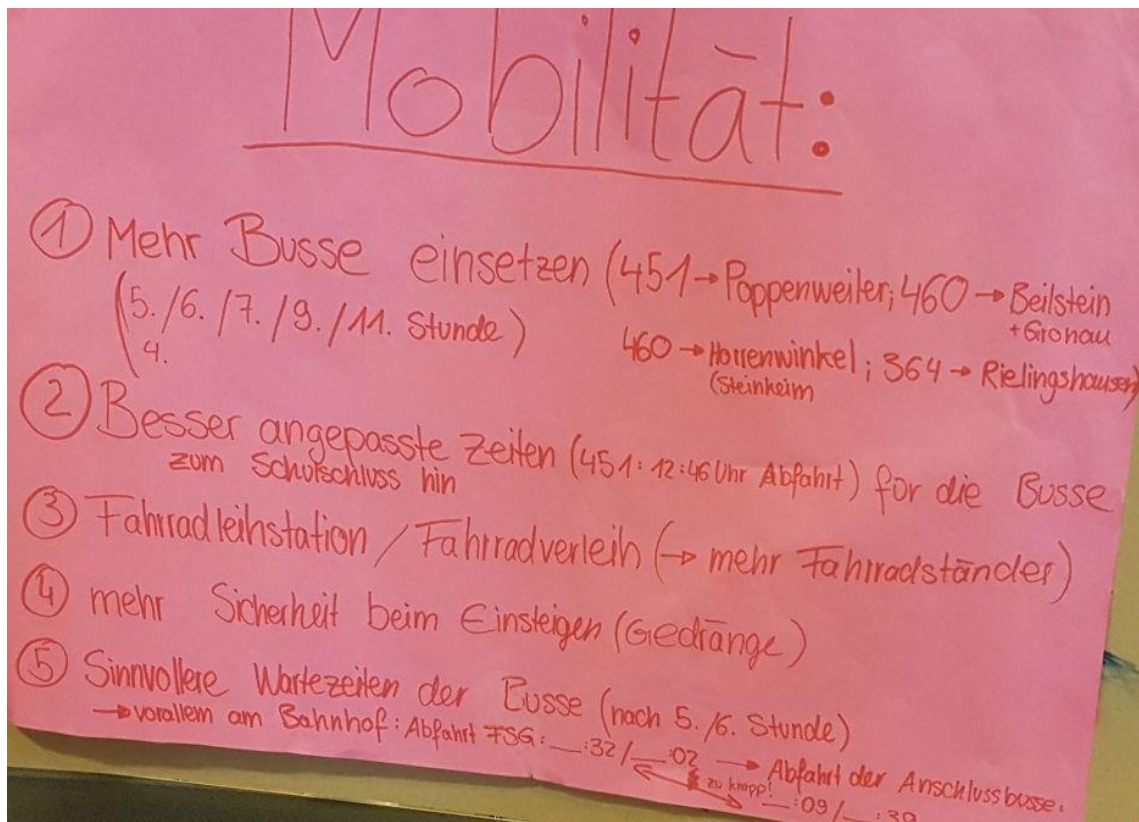 Mobilität:
① Mehr Busse einsetzen (451→Poppenweiler; 460→Beilstein
+Gronau
(5./6./7./9./11. Stunde)
4.
460→Horrenwinkel; 364→Rielingshausen)
(Steinheim
② Besser angepasste Zeiten (451: 12:46 Uhr Abfahrt) für die Busse
zum Schulschluss hin
③ Fahrradleihstation / Fahrradverleih (→ mehr Fahrradständer)
④ mehr Sicherheit beim Einsteigen (Gedränge)
⑤ Sinnvollere Wartezeiten der Busse (nach 5./6. Stunde)
→vorallem am Bahnhof: Abfahrt FSG: __:32/__:02 → Abfahrt der Anschlussbusse:
zu knapp! __:09/__:39